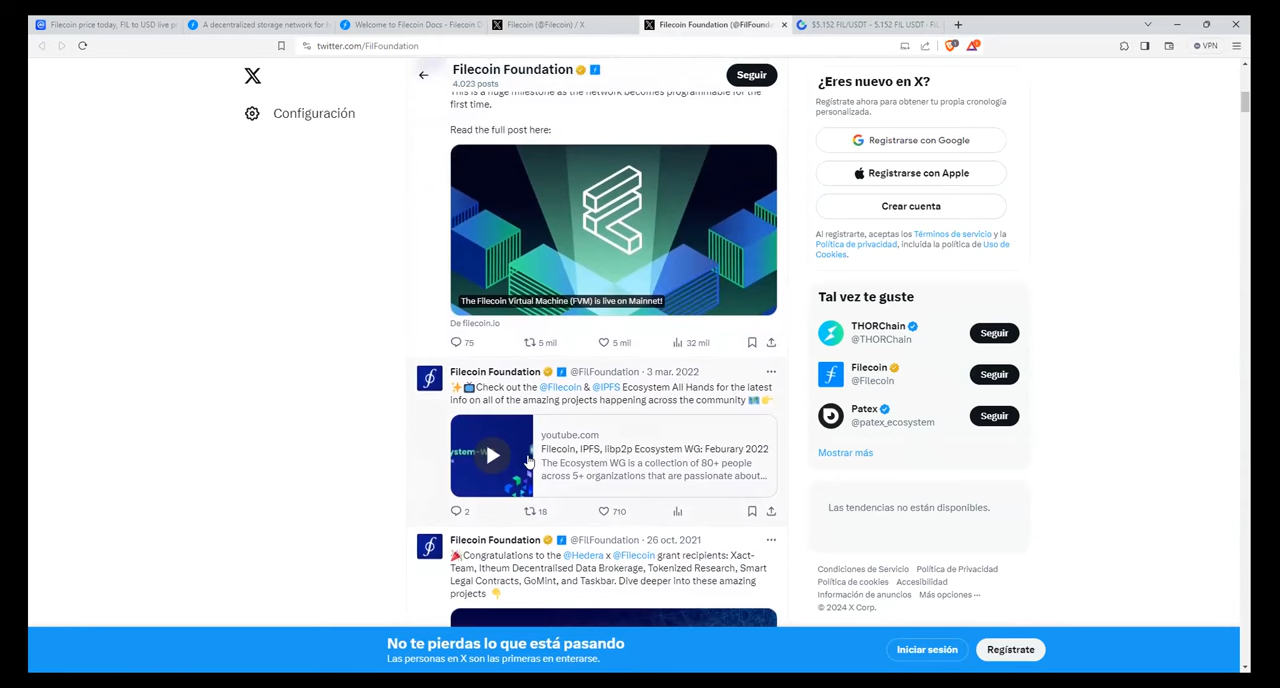 Filecoin price today, FIL to USD live pr
A decentralized storage network for h
Welcome to Filecoin Docs - Filecoin D
Filecoin (@Filecoin) / X
Filecoin Foundation (@FilFounda
$5.152 FIL/USDT - 5.152 FIL USDT - FIL
twitter.com/FilFoundation
VPN
Configuración
Filecoin Foundation
4.023 posts
Seguir
This is a huge milestone as the network becomes programmable for the
first time.
Read the full post here:
The Filecoin Virtual Machine (FVM) is live on Mainnet!
De filecoin.io
75
5 mil
5 mil
32 mil
Filecoin Foundation @FilFoundation · 3 mar. 2022
Check out the @Filecoin & @IPFS Ecosystem All Hands for the latest
info on all of the amazing projects happening across the community
youtube.com
Filecoin, IPFS, libp2p Ecosystem WG: Feburary 2022
The Ecosystem WG is a collection of 80+ people
across 5+ organizations that are passionate about...
2
18
710
Filecoin Foundation @FilFoundation · 26 oct. 2021
Congratulations to the @Hedera x @Filecoin grant recipients: Xact-
Team, Itheum Decentralised Data Brokerage, Tokenized Research, Smart
Legal Contracts, GoMint, and Taskbar. Dive deeper into these amazing
projects
¿Eres nuevo en X?
Regístrate ahora para obtener tu propia cronología
personalizada.
Registrarse con Google
Registrarse con Apple
Crear cuenta
Al registrarte, aceptas los Términos de servicio y la
Política de privacidad, incluida la política de Uso de
Cookies.
Tal vez te guste
THORChain
@THORChain
Seguir
Filecoin
@Filecoin
Seguir
Patex
@patex_ecosystem
Seguir
Mostrar más
Las tendencias no están disponibles.
Condiciones de Servicio Política de Privacidad
Política de cookies Accesibilidad
Información de anuncios Más opciones ···
© 2024 X Corp.
No te pierdas lo que está pasando
Las personas en X son las primeras en enterarse.
Iniciar sesión
Regístrate